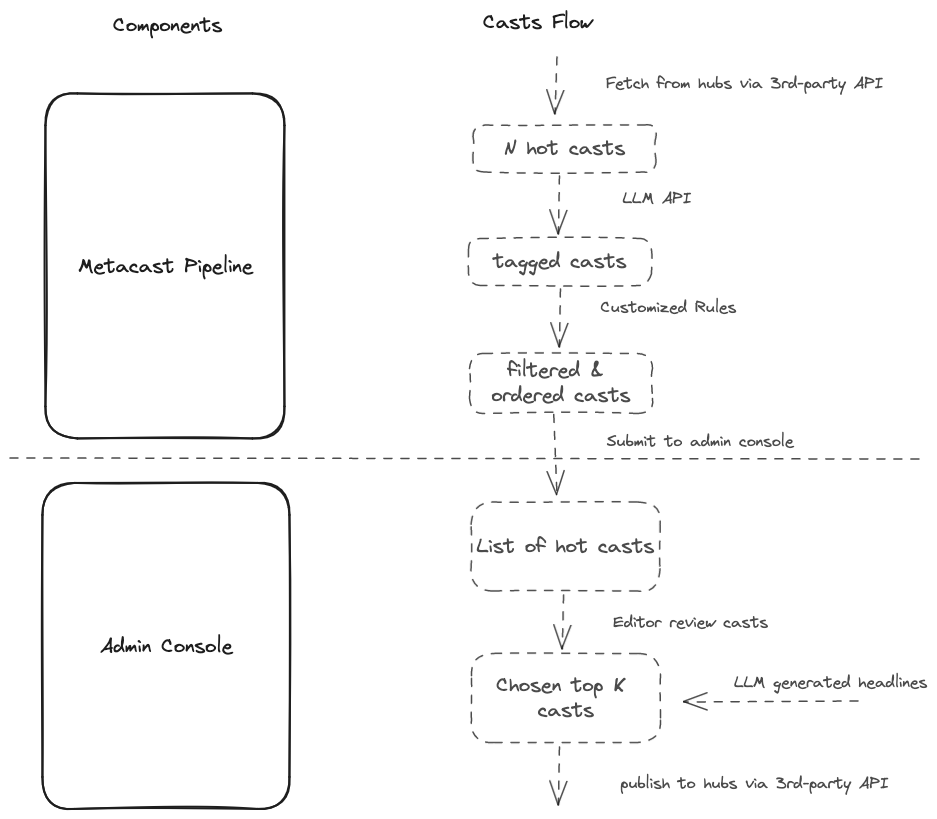 Components
Casts Flow
Fetch from hubs via 3rd-party API
N hot casts
LLM API
Metacast Pipeline
tagged casts
Customized Rules
filtered &
ordered casts
Submit to admin console
List of hot casts
Editor review casts
Admin Console
Chosen top K
casts
LLM generated headlines
publish to hubs via 3rd-party API